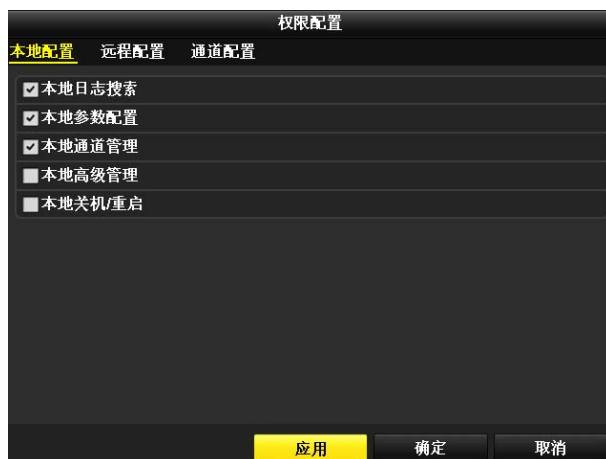 权限配置
本地配置 远程配置 通道配置
本地日志搜索
本地参数配置
本地通道管理
本地高级管理
本地关机/重启
应用 确定 取消